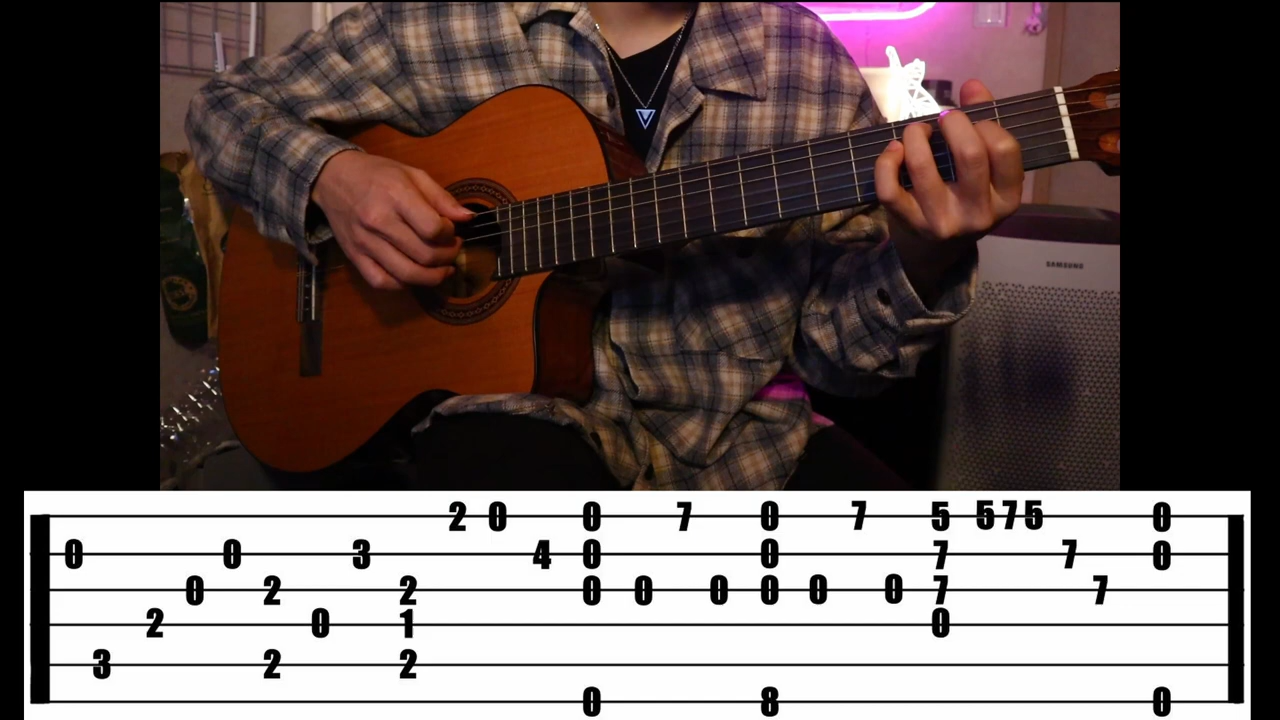 SAMSUNG
2 0 0 7 0 7 5 5 7 5 0
0 0 3 4 0 0 7 7 0
0 2 2 0 0 0 0 0 0 7 7
2 0 1 0
3 2 2
0 8 0